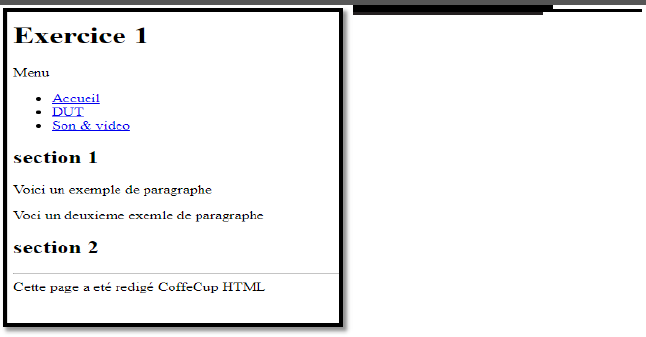 Exercice 1
Menu
Accueil
DUT
Son & video
section 1
Voici un exemple de paragraphe
Voci un deuxieme exemle de paragraphe
section 2
Cette page a eté redigé CoffeCup HTML